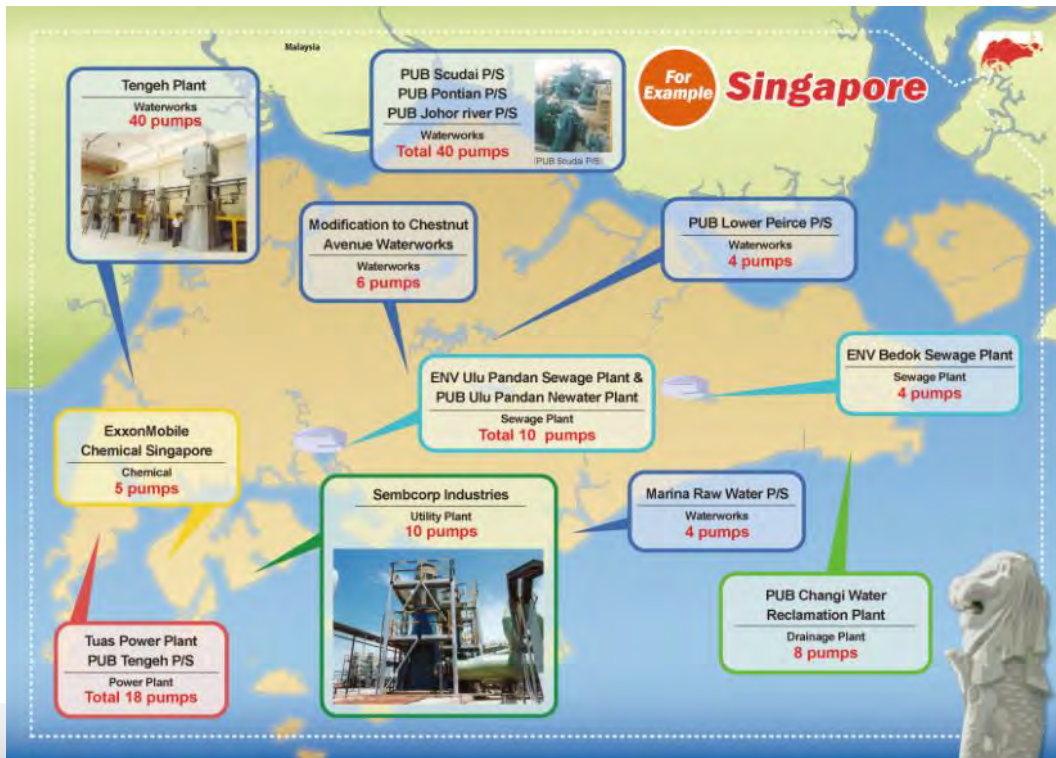 Malaysia
For
Example
Singapore
Tengeh Plant
Waterworks
40 pumps
PUB Scudai P/S
PUB Pontian P/S
PUB Johor river P/S
Waterworks
Total 40 pumps
(PUB Scudai P/S)
Modification to Chestnut
Avenue Waterworks
Waterworks
6 pumps
PUB Lower Peirce P/S
Waterworks
4 pumps
ENV Ulu Pandan Sewage Plant &
PUB Ulu Pandan Newater Plant
Sewage Plant
Total 10 pumps
ENV Bedok Sewage Plant
Sewage Plant
4 pumps
ExxonMobile
Chemical Singapore
Chemical
5 pumps
Sembcorp Industries
Utility Plant
10 pumps
Marina Raw Water P/S
Waterworks
4 pumps
PUB Changi Water
Reclamation Plant
Drainage Plant
8 pumps
Tuas Power Plant
PUB Tengeh P/S
Power Plant
Total 18 pumps